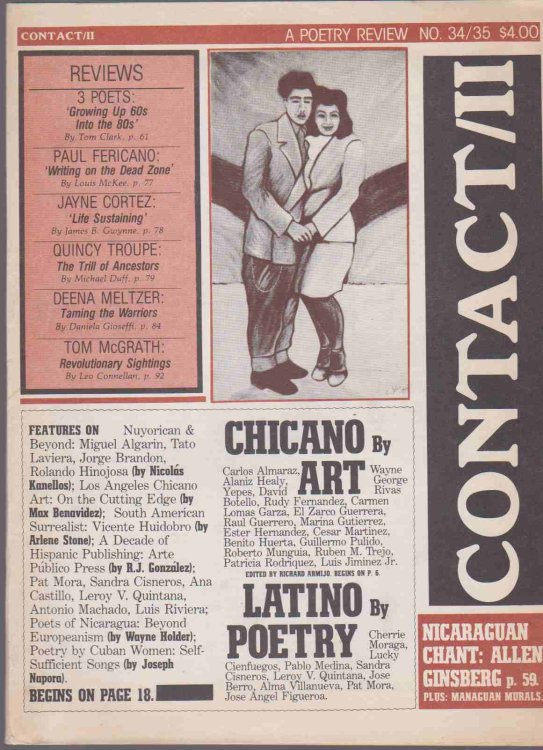 CONTACT/II
A POETRY REVIEW NO. 34/35 $4.00
REVIEWS
3 POETS:
'Growing Up 60s
Into the 80s'
By Tom Clark, p. 61
PAUL FERICANO:
'Writing on the Dead Zone'
By Louis McKee, p. 77
JAYNE CORTEZ:
'Life Sustaining'
By James B. Gwynne, p. 78
QUINCY TROUPE:
The Trill of Ancestors
By Michael Duff, p. 79
DEENA MELTZER:
Taming the Warriors
By Daniela Gioseffi, p. 84
TOM McGRATH:
Revolutionary Sightings
By Leo Connellan, p. 92
CONTACT/II
FEATURES ON Nuyorican &
Beyond: Miguel Algarin, Tato
Laviera, Jorge Brandon,
Rolando Hinojosa (by Nicolás
Kanellos); Los Angeles Chicano
Art: On the Cutting Edge (by
Max Benavidez); South American
Surrealist: Vicente Huidobro (by
Arlene Stone); A Decade of
Hispanic Publishing: Arte
Público Press (by R.J. González);
Pat Mora, Sandra Cisneros, Ana
Castillo, Leroy V. Quintana,
Antonio Machado, Luis Riviera;
Poets of Nicaragua: Beyond
Europeanism (by Wayne Holder);
Poetry by Cuban Women: Self-
Sufficient Songs (by Joseph
Napora).
BEGINS ON PAGE 18.
CHICANO By
ART
Carlos Almaraz, Wayne
Alaniz Healy, George
Yepes, David Rivas
Botello, Rudy Fernandez, Carmen
Lomas Garza, El Zarco Guerrera,
Raul Guerrero, Marina Gutierrez,
Ester Hernandez, Cesar Martinez,
Benito Huerta, Guillermo Pulido,
Roberto Munguia, Ruben M. Trejo,
Patricia Rodriquez, Luis Jiminez Jr.
EDITED BY RICHARD ARMIJO. BEGINS ON P. 6.
LATINO By
POETRY Cherrie
Moraga,
Lucky
Cienfuegos, Pablo Medina, Sandra
Cisneros, Leroy V. Quintana, Jose
Berro, Alma Villanueva, Pat Mora,
Jose Angel Figueroa.
NICARAGUAN
CHANT: ALLEN
GINSBERG p. 59.
PLUS: MANAGUAN MURALS.